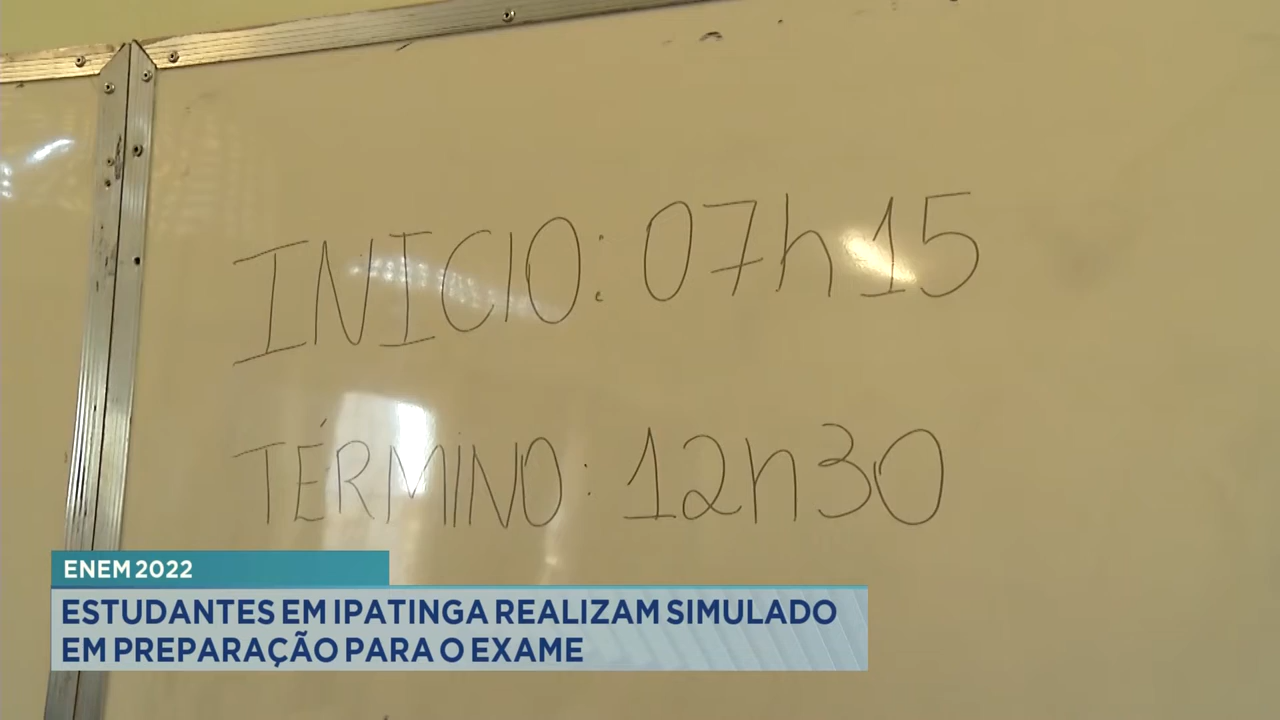 INICIO: 07h15
TÉRMINO: 12h30
ENEM 2022
ESTUDANTES EM IPATINGA REALIZAM SIMULADO
EM PREPARAÇÃO PARA O EXAME